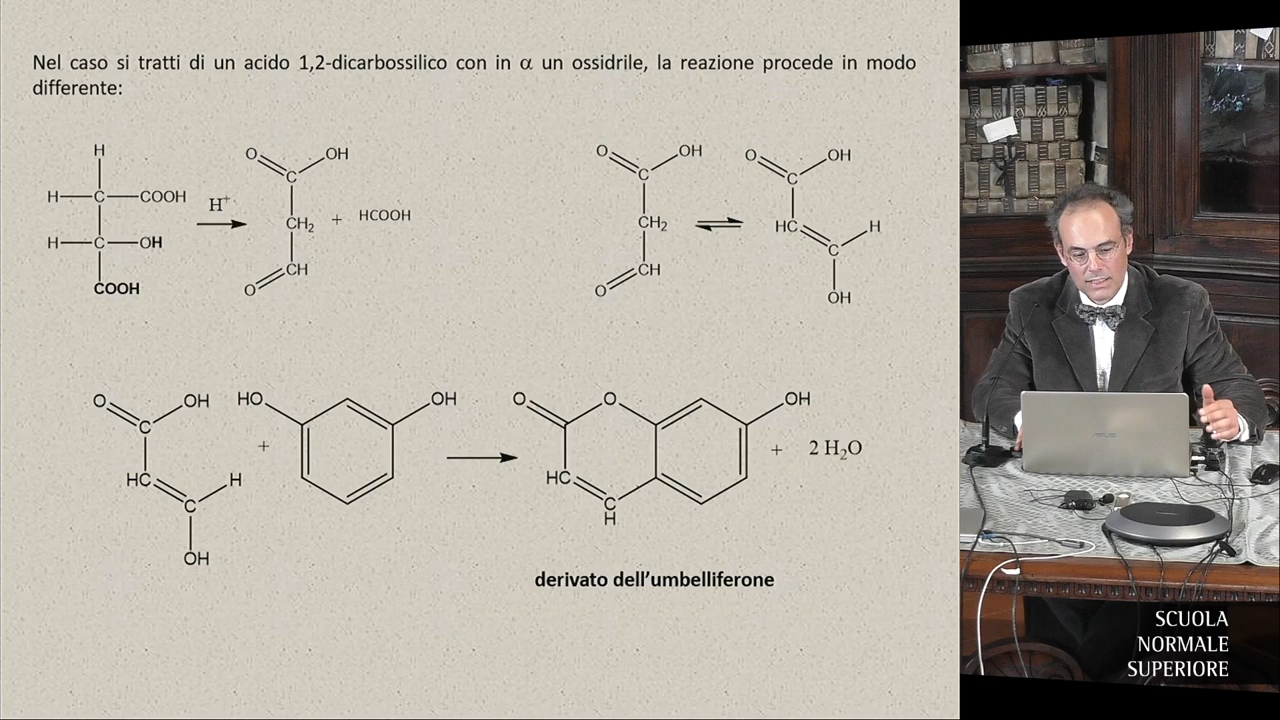 Nel caso si tratti di un acido 1,2-dicarbossilico con in α un ossidrile, la reazione procede in modo
differente:
H
H C COOH
H C OH
COOH
H⁺
O OH
C
CH₂
CH
O
+ HCOOH
O OH
C
CH₂
CH
O
O OH
C
HC H
C
OH
O OH
C
HC H
C
OH
+
HO OH
O O OH
HC
C
H
+ 2 H₂O
derivato dell'umbelliferone
SCUOLA
NORMALE
SUPERIORE